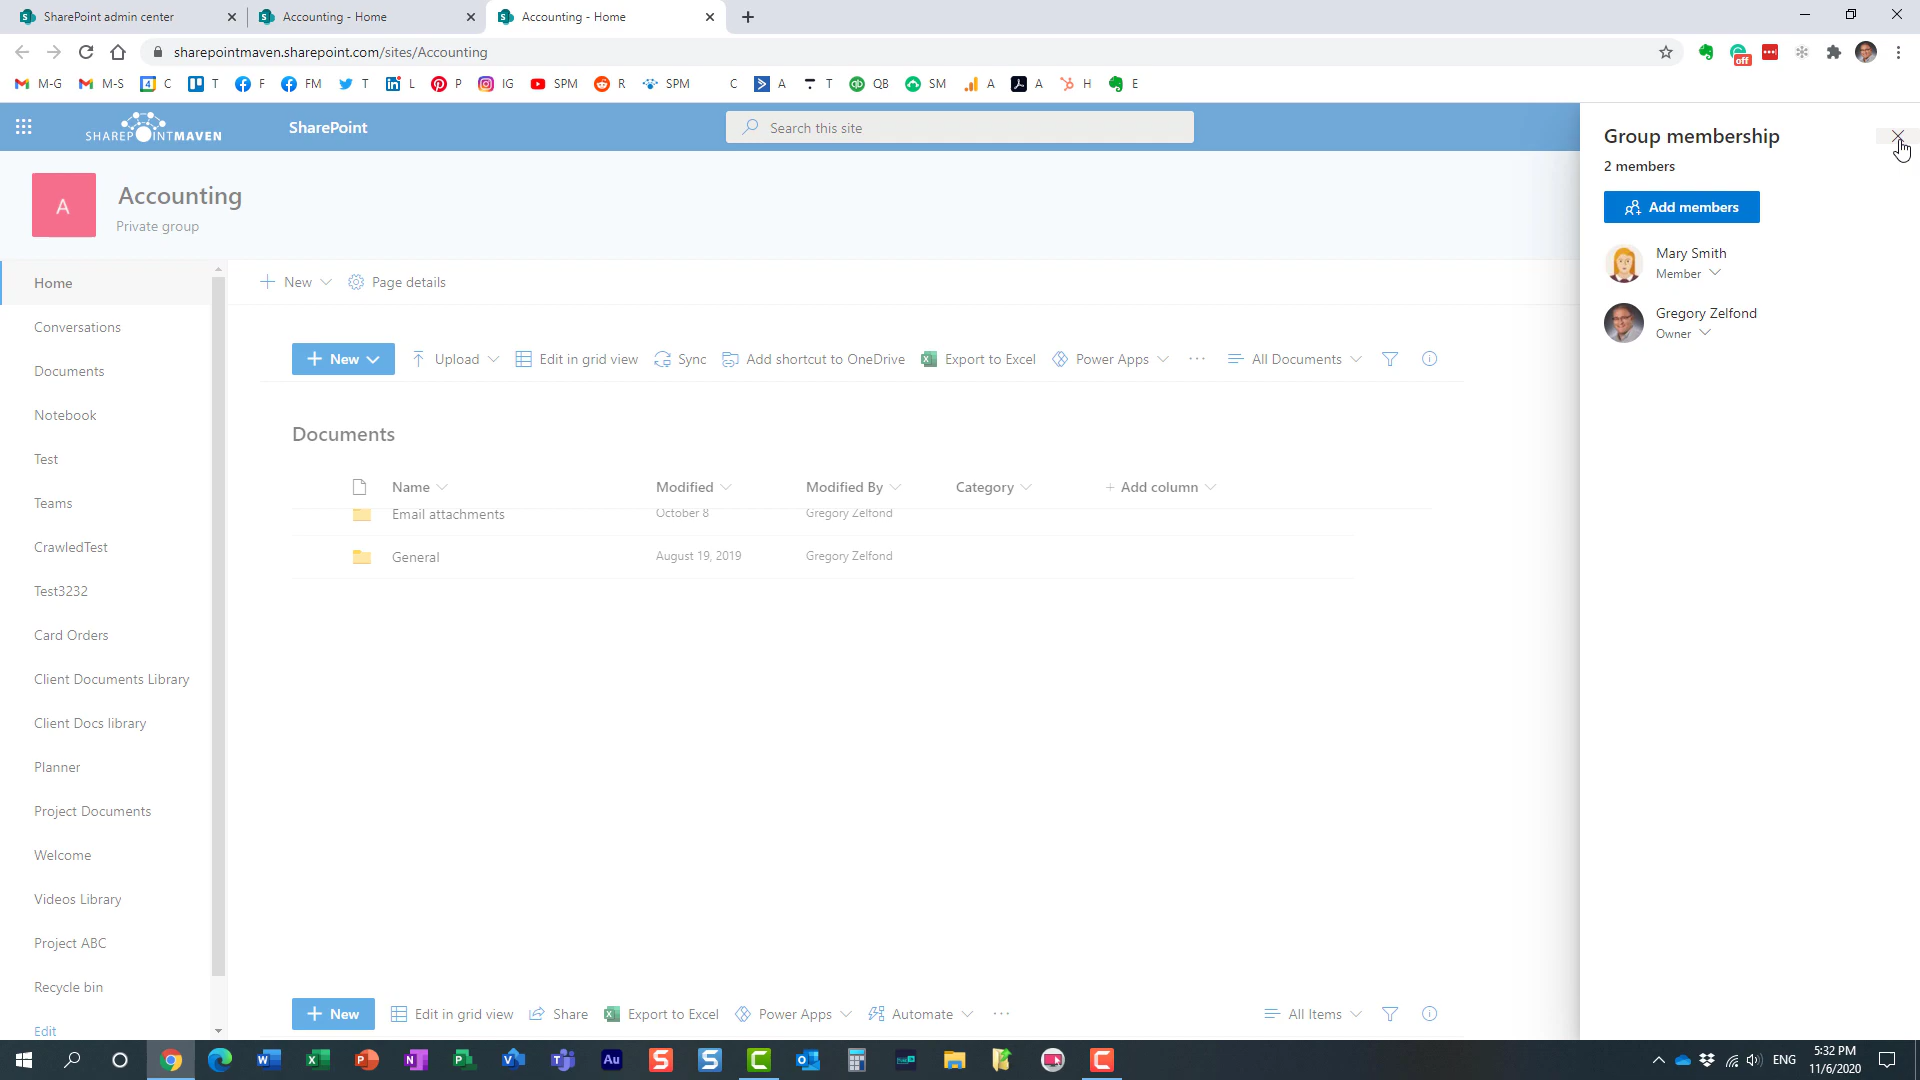 SharePoint admin center
Accounting - Home
Accounting - Home
sharepointmaven.sharepoint.com/sites/Accounting
off
M-G M-S 4 C T F FM T L P IG SPM R SPM C A T QB SM A A H E
SHAREPOINTMAVEN
SharePoint
Search this site
A
Accounting
Private group
Home
Conversations
Documents
Notebook
Test
Teams
CrawledTest
Test3232
Card Orders
Client Documents Library
Client Docs library
Planner
Project Documents
Welcome
Videos Library
Project ABC
Recycle bin
Edit
New Page details
New Upload Edit in grid view Sync Add shortcut to OneDrive Export to Excel Power Apps ... All Documents
Documents
Name Modified Modified By Category + Add column
Email attachments October 8 Gregory Zelfond
General August 19, 2019 Gregory Zelfond
New Edit in grid view Share Export to Excel Power Apps Automate ... All Items
Group membership
2 members
Add members
Mary Smith
Member
Gregory Zelfond
Owner
Au
ENG
5:32 PM
11/6/2020